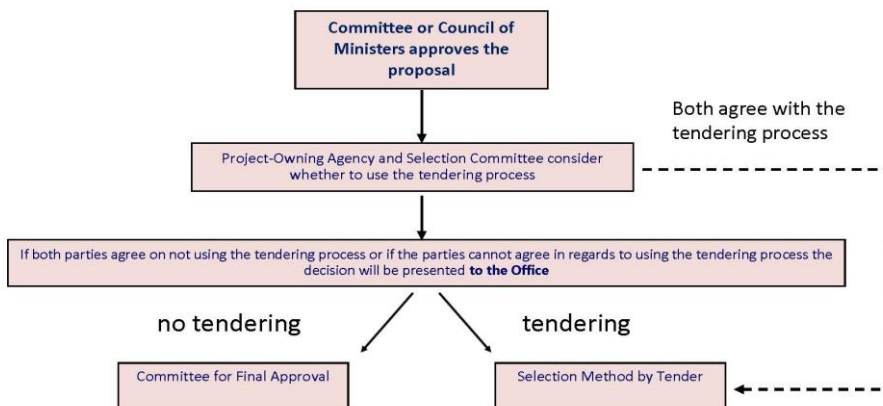 Committee or Council of
Ministers approves the
proposal
Both agree with the
tendering process
Project-Owning Agency and Selection Committee consider
whether to use the tendering process
If both parties agree on not using the tendering process or if the parties cannot agree in regards to using the tendering process the
decision will be presented to the Office
no tendering
tendering
Committee for Final Approval
Selection Method by Tender